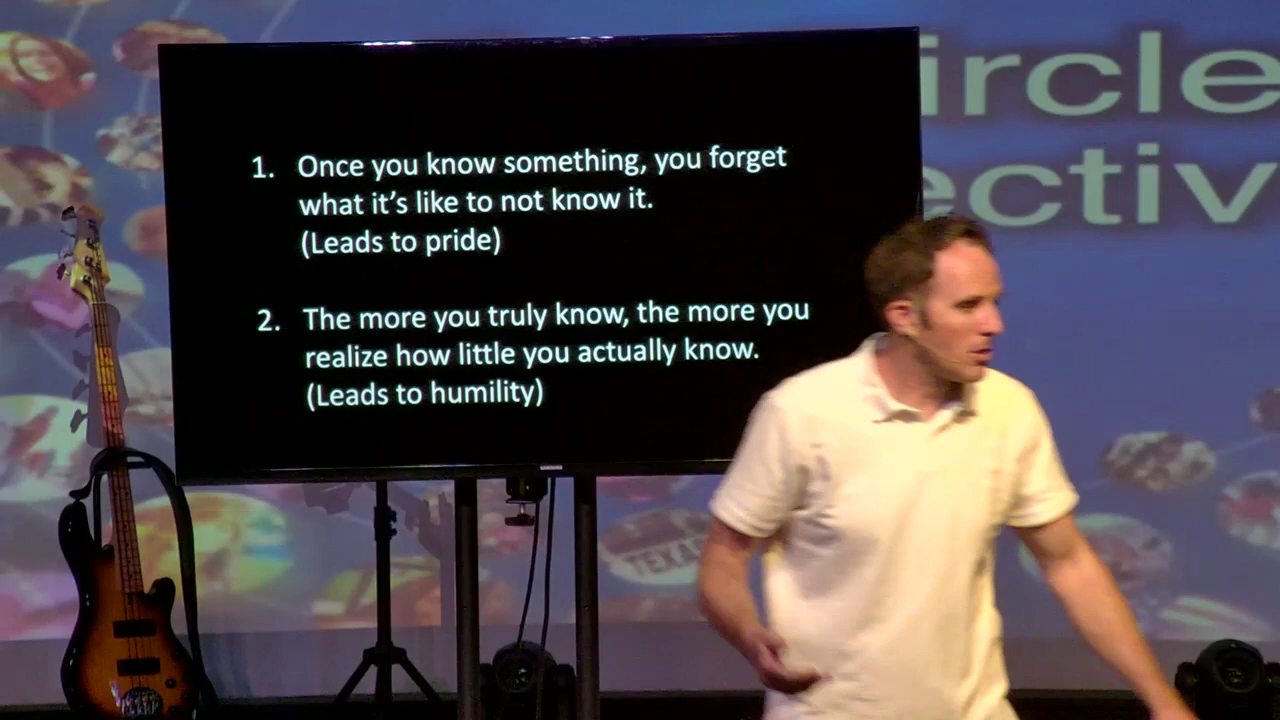 ircle
ectiv
1. Once you know something, you forget
what it’s like to not know it.
(Leads to pride)
2. The more you truly know, the more you
realize how little you actually know.
(Leads to humility)
TEXAS